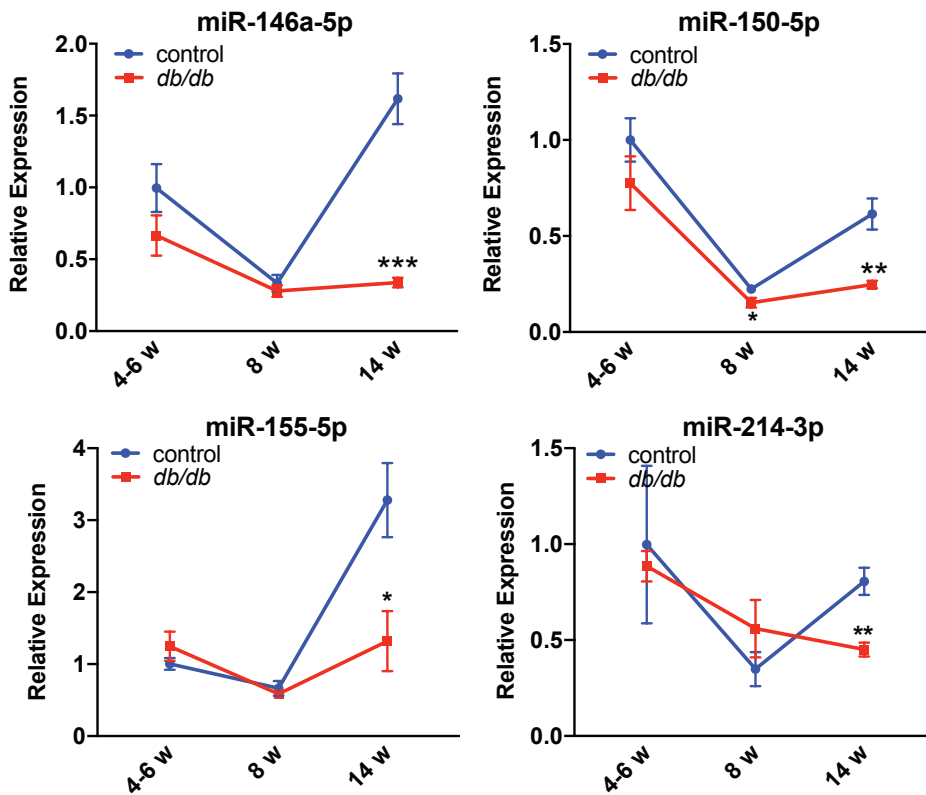 miR-146a-5p
control
db/db
Relative Expression
2.0
1.5
1.0
0.5
0.0
***
4-6 w
8 w
14 w
miR-150-5p
control
db/db
Relative Expression
1.5
1.0
0.5
0.0
*
**
4-6 w
8 w
14 w
miR-155-5p
control
db/db
Relative Expression
4
3
2
1
0
*
4-6 w
8 w
14 w
miR-214-3p
control
db/db
Relative Expression
1.5
1.0
0.5
0.0
**
4-6 w
8 w
14 w